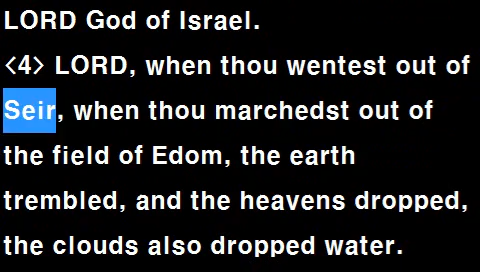 LORD God of Israel.
<4> LORD, when thou wentest out of
Seir, when thou marchedst out of
the field of Edom, the earth
trembled, and the heavens dropped,
the clouds also dropped water.